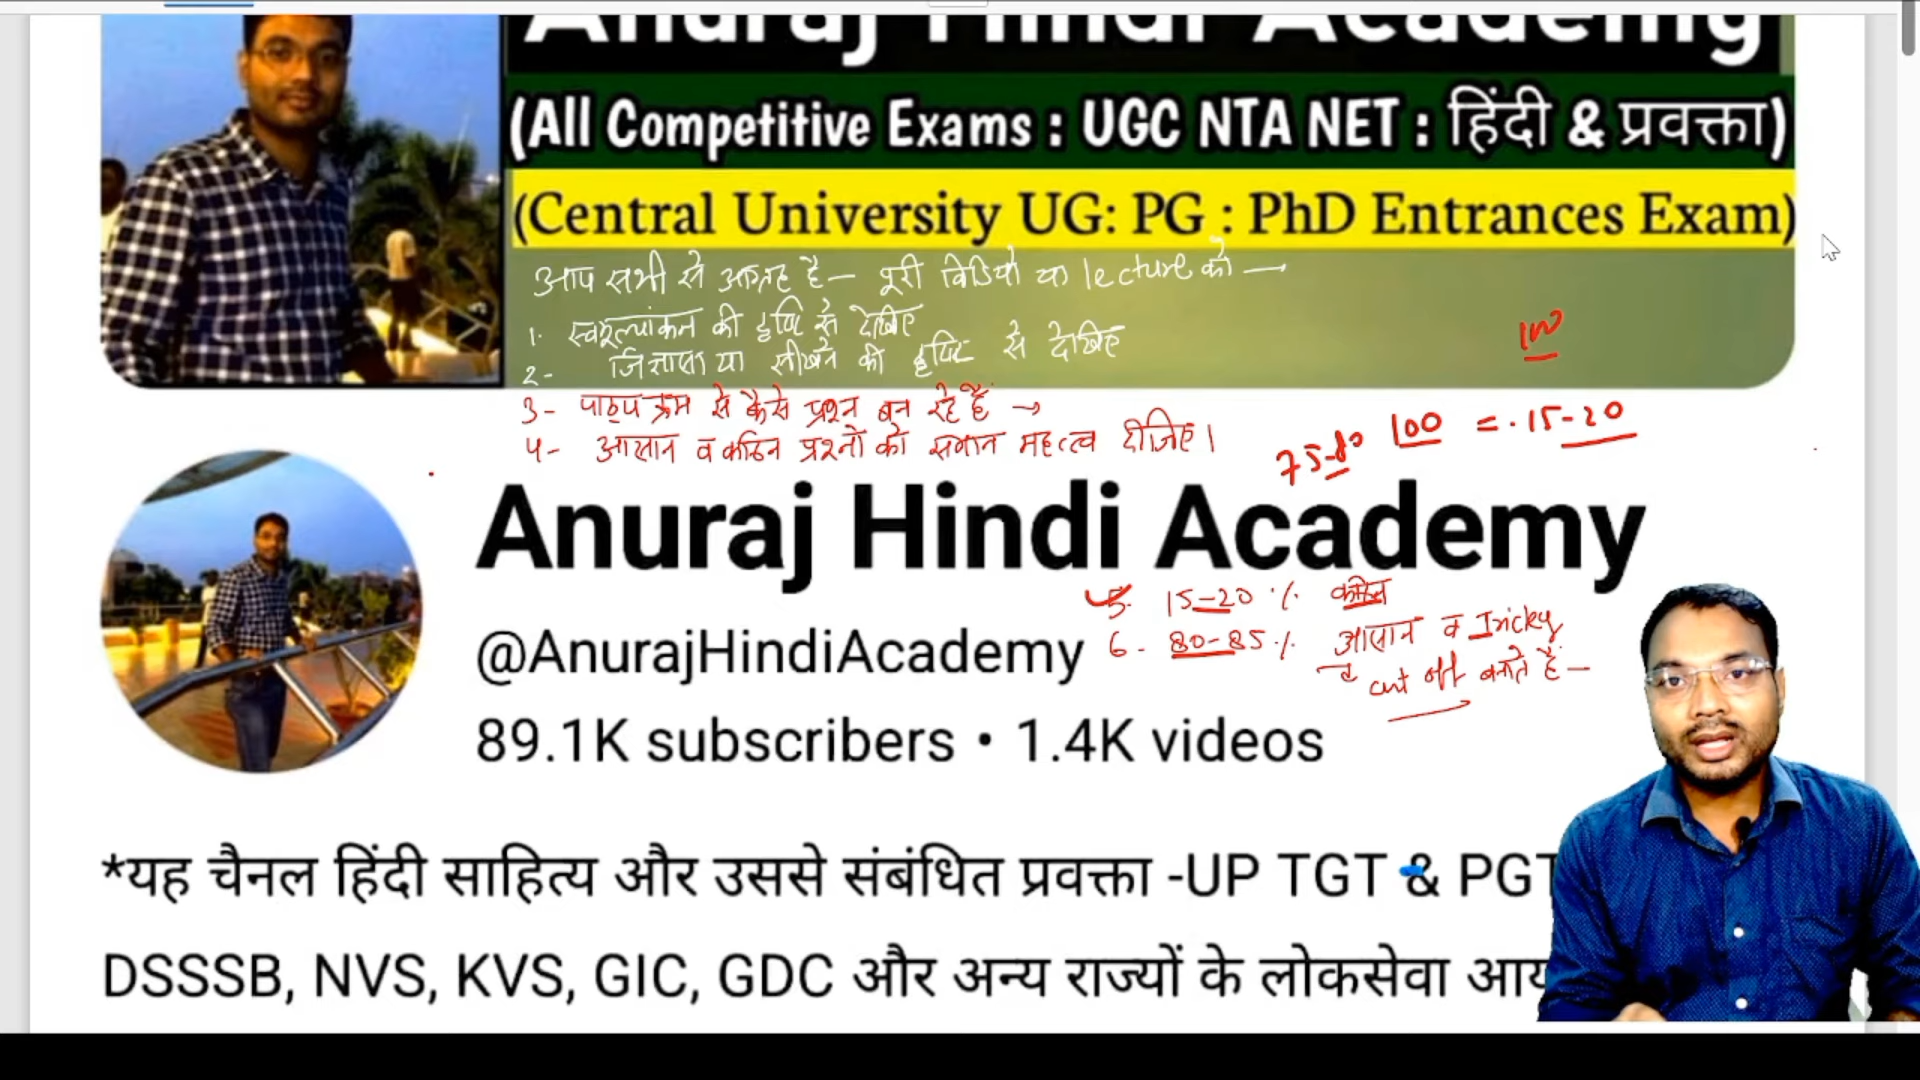 Anuraj Hindi Academy
(All Competitive Exams : UGC NTA NET : हिंदी & प्रवक्ता)
(Central University UG: PG : PhD Entrances Exam)
आप सभी से आग्रह है – पूरी विडियो या lecture को →
1. स्वमूल्यांकन की दृष्टि से देखिए
2- जिज्ञासा या सीखने की दृष्टि से देखिए
100
3- पाठ्यक्रम से कैसे प्रश्न बन रहे हैं →
4- आसान व कठिन प्रश्नों को समान महत्त्व दीजिए।
75-80 100 = 15-20
Anuraj Hindi Academy
5. 15-20 % कठिन
6- 80-85 % आसान व Tricky
@AnurajHindiAcademy
cut off बनाते हैं –
89.1K subscribers • 1.4K videos
*यह चैनल हिंदी साहित्य और उससे संबंधित प्रवक्ता -UP TGT & PGT
DSSSB, NVS, KVS, GIC, GDC और अन्य राज्यों के लोकसेवा आय